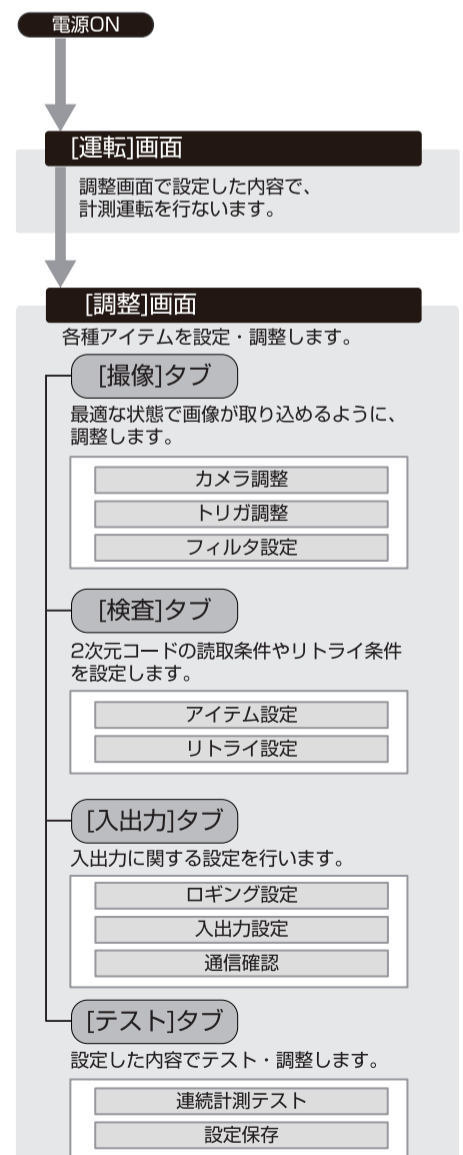 電源ON
[運転]画面
調整画面で設定した内容で、
計測運転を行ないます。
[調整]画面
各種アイテムを設定・調整します。
[撮像]タブ
最適な状態で画像が取り込めるように、
調整します。
カメラ調整
トリガ調整
フィルタ設定
[検査]タブ
2次元コードの読取条件やリトライ条件
を設定します。
アイテム設定
リトライ設定
[入出力]タブ
入出力に関する設定を行います。
ロギング設定
入出力設定
通信確認
[テスト]タブ
設定した内容でテスト・調整します。
連続計測テスト
設定保存